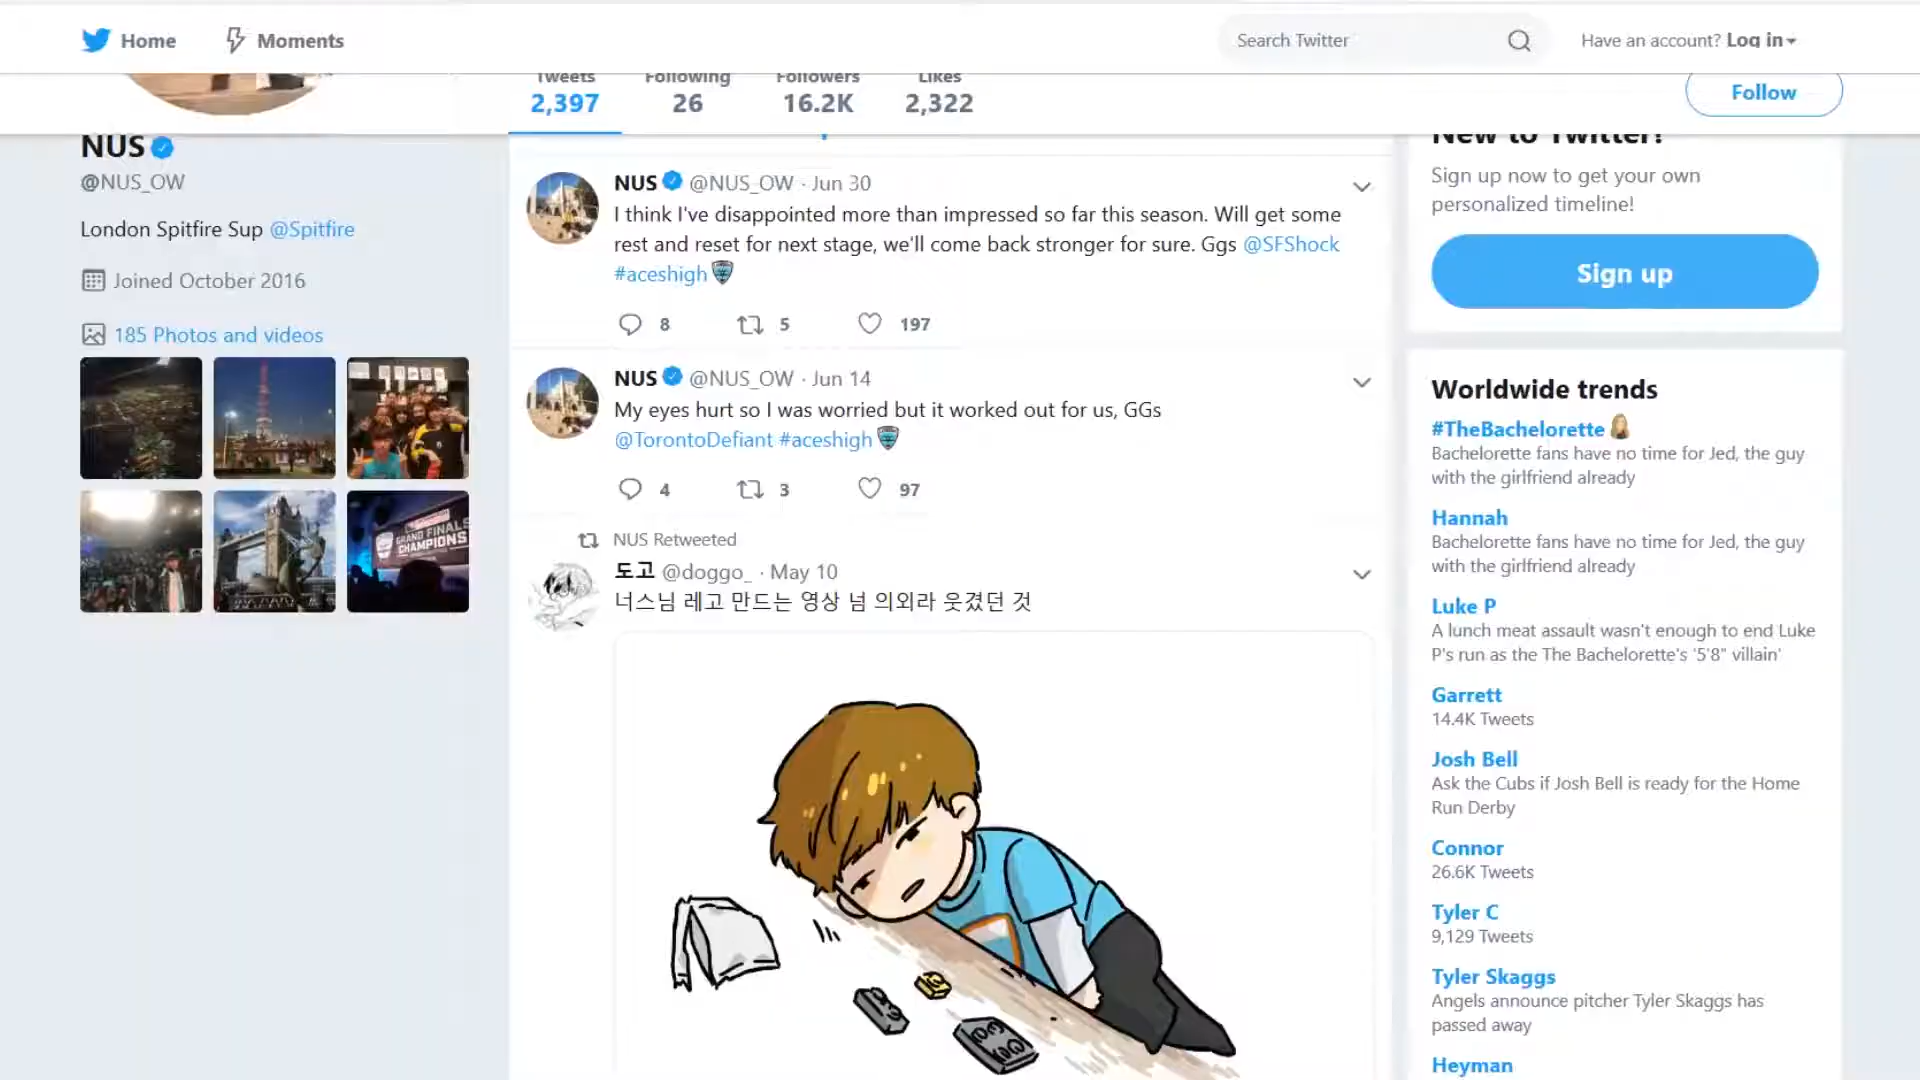 Home
Moments
Search Twitter
Have an account? Log in
Tweets
2,397
Following
26
Followers
16.2K
Likes
2,322
Follow
NUS
@NUS_OW
London Spitfire Sup @Spitfire
Joined October 2016
185 Photos and videos
GRAND FINALS
CHAMPIONS
NUS @NUS_OW · Jun 30
I think I've disappointed more than impressed so far this season. Will get some
rest and reset for next stage, we'll come back stronger for sure. Ggs @SFShock
#aceshigh
8
5
197
NUS @NUS_OW · Jun 14
My eyes hurt so I was worried but it worked out for us, GGs
@TorontoDefiant #aceshigh
4
3
97
NUS Retweeted
도고 @doggo_ · May 10
너스님 레고 만드는 영상 넘 의외라 웃겼던 것
New to Twitter?
Sign up now to get your own
personalized timeline!
Sign up
Worldwide trends
#TheBachelorette
Bachelorette fans have no time for Jed, the guy
with the girlfriend already
Hannah
Bachelorette fans have no time for Jed, the guy
with the girlfriend already
Luke P
A lunch meat assault wasn't enough to end Luke
P's run as the The Bachelorette's '5'8" villain'
Garrett
14.4K Tweets
Josh Bell
Ask the Cubs if Josh Bell is ready for the Home
Run Derby
Connor
26.6K Tweets
Tyler C
9,129 Tweets
Tyler Skaggs
Angels announce pitcher Tyler Skaggs has
passed away
Heyman